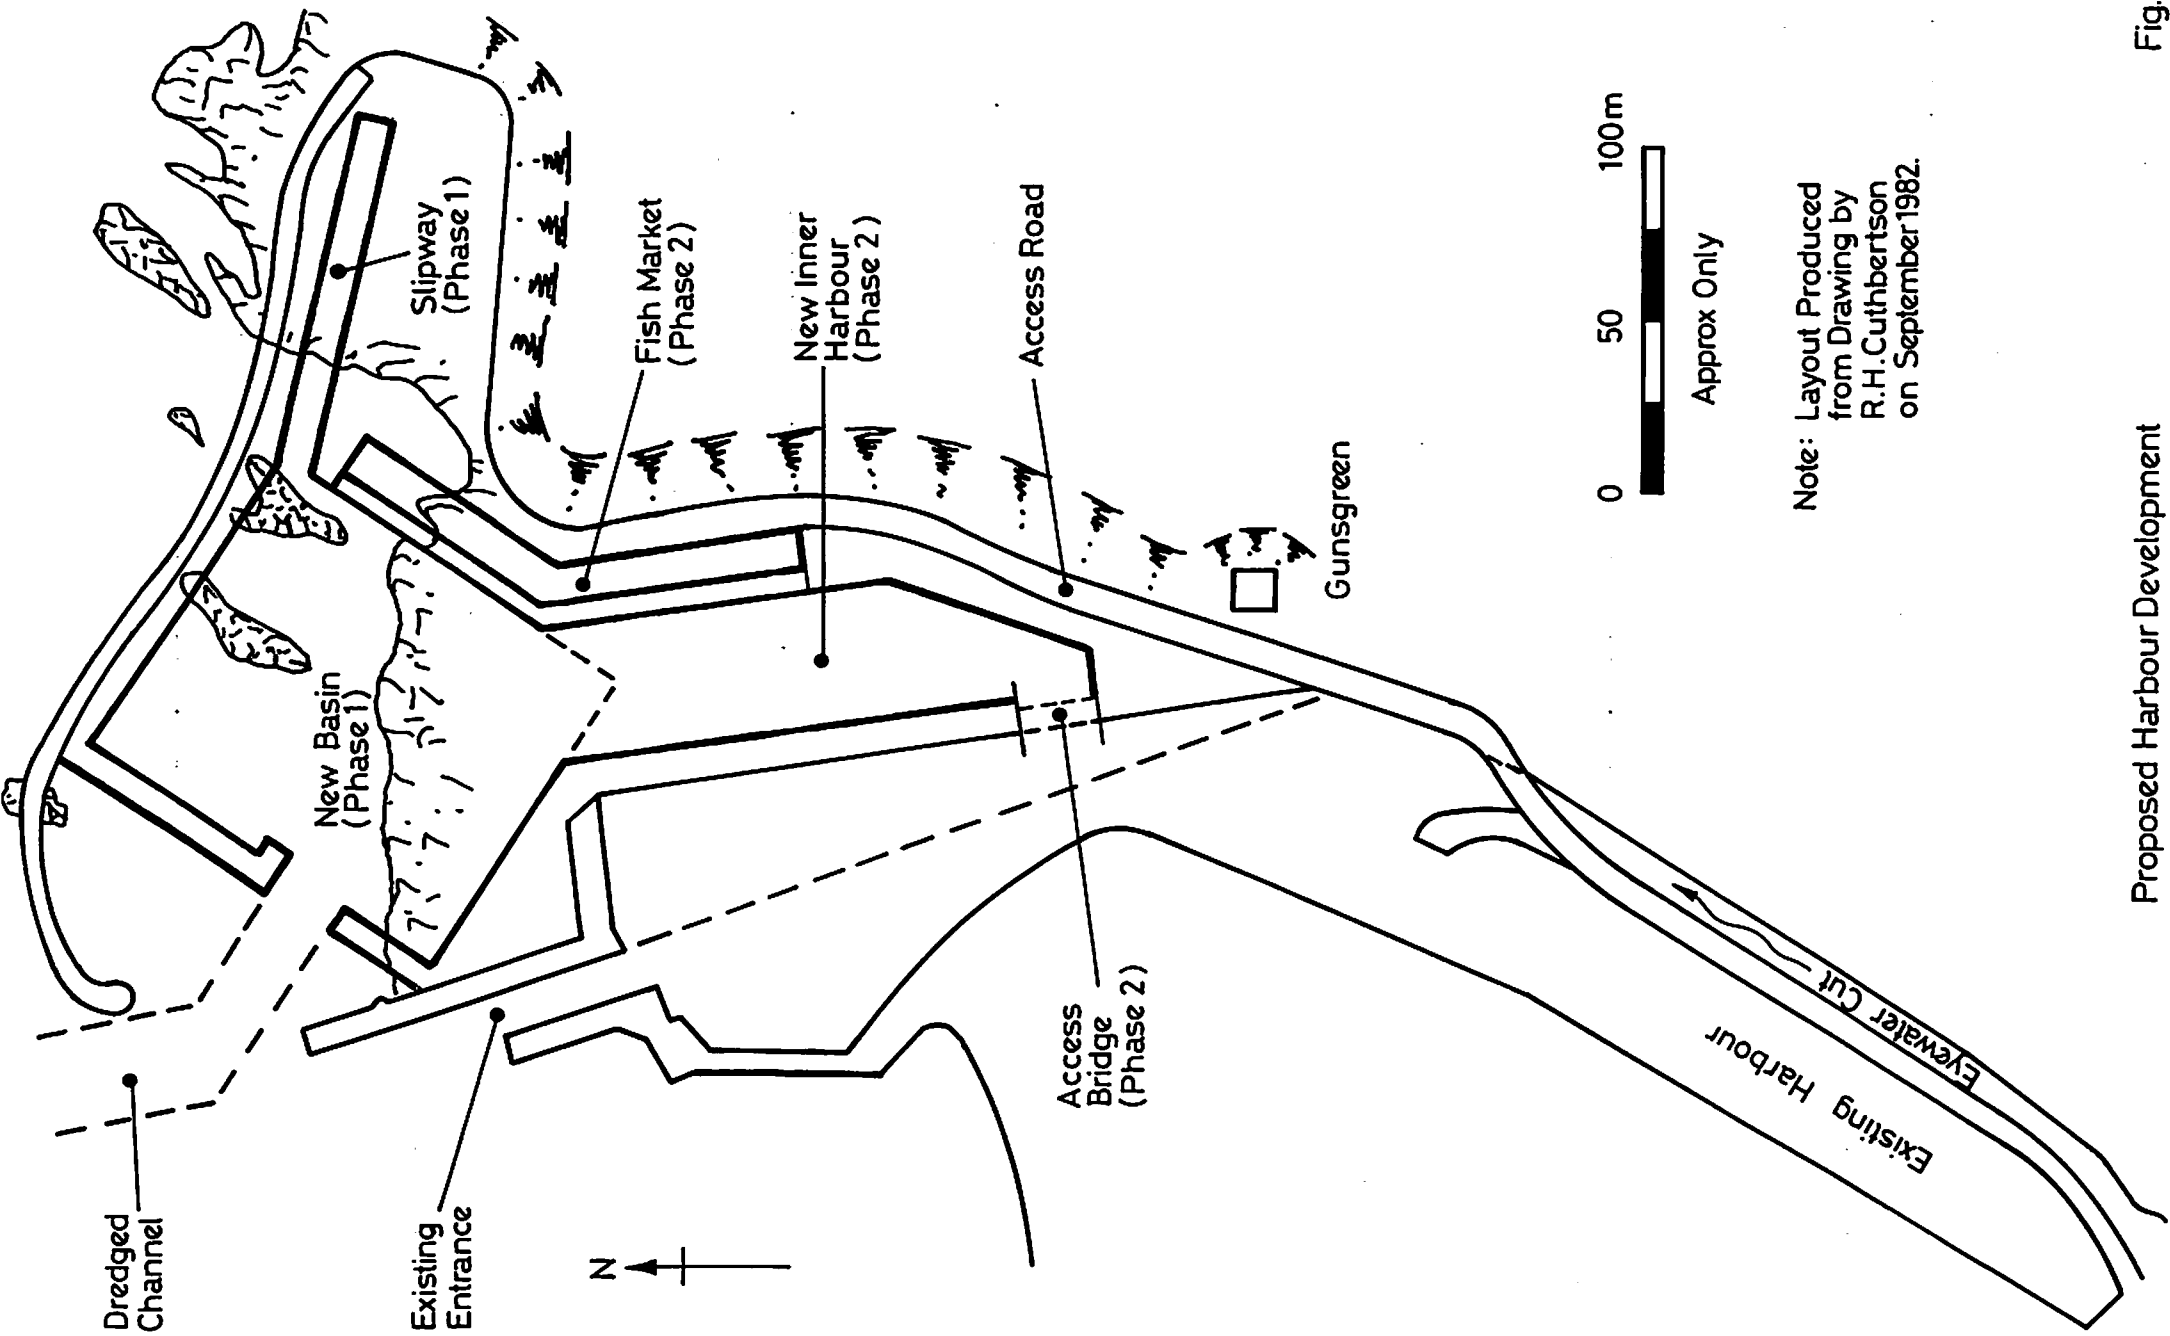 Dredged
Channel
Existing
Entrance
N
New Basin
(Phase 1)
Slipway
(Phase 1)
Fish Market
(Phase 2)
New Inner
Harbour
(Phase 2)
Access Road
Access
Bridge
(Phase 2)
Gunsgreen
Eyewater Cut
Existing Harbour
0 50 100m
Approx Only
Note: Layout Produced
from Drawing by
R.H.Cuthbertson
on September 1982.
Proposed Harbour Development
Fig.